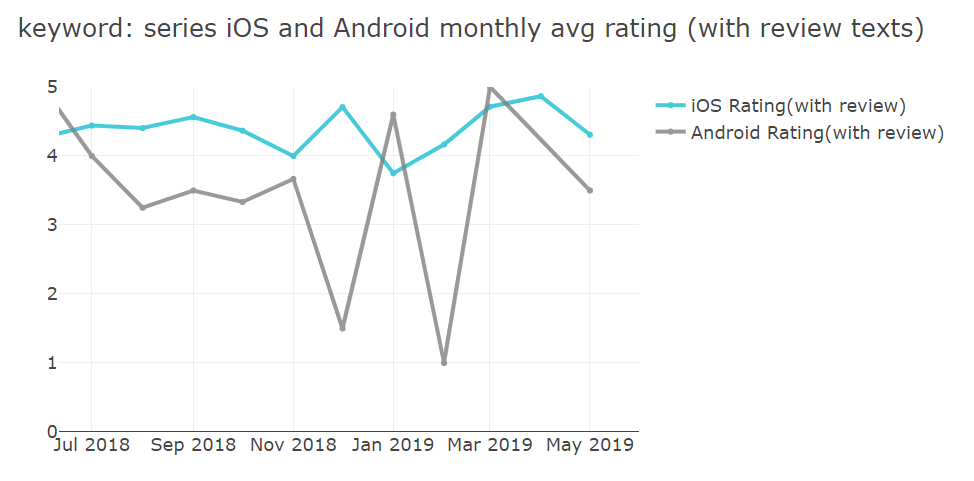 keyword: series iOS and Android monthly avg rating (with review texts)
iOS Rating(with review)
Android Rating(with review)
5
4
3
2
1
0
Jul 2018 Sep 2018 Nov 2018 Jan 2019 Mar 2019 May 2019